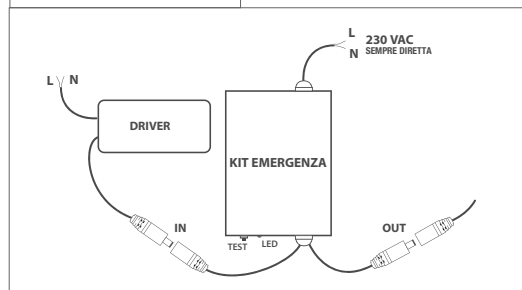 L
N
230 VAC
SEMPRE DIRETTA
L N
DRIVER
KIT EMERGENZA
IN
TEST
LED
OUT